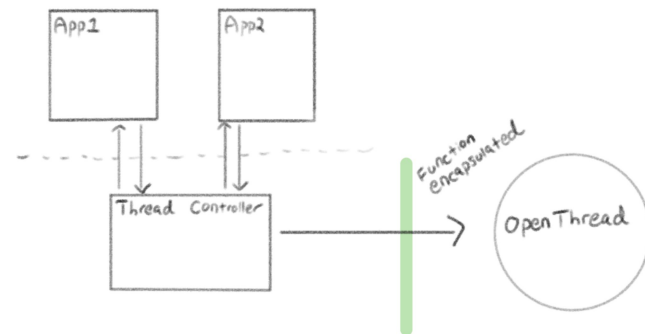 App1
App2
Thread Controller
Function
encapsulated
OpenThread